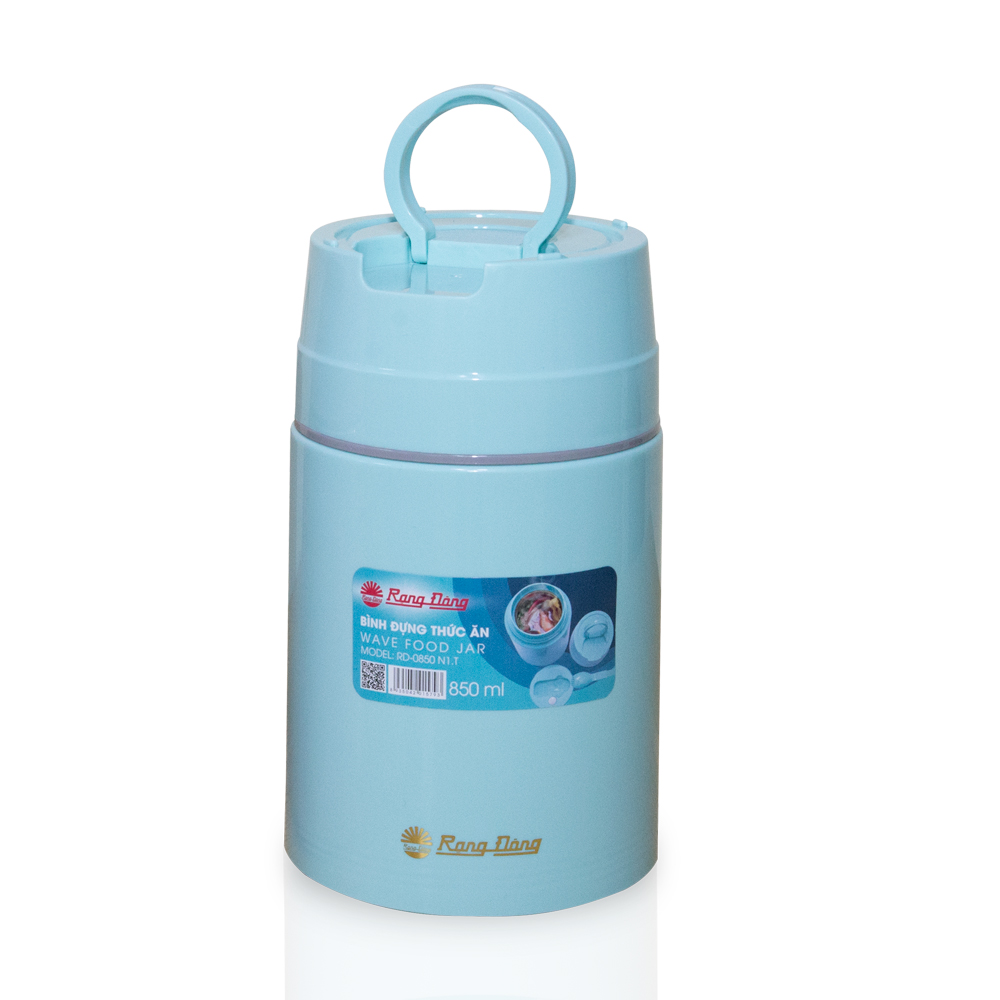 Rạng Đông
BÌNH ĐỰNG THỨC ĂN
WAVE FOOD JAR
MODEL: RD-0850 N1.T
850 ml
Rạng Đông